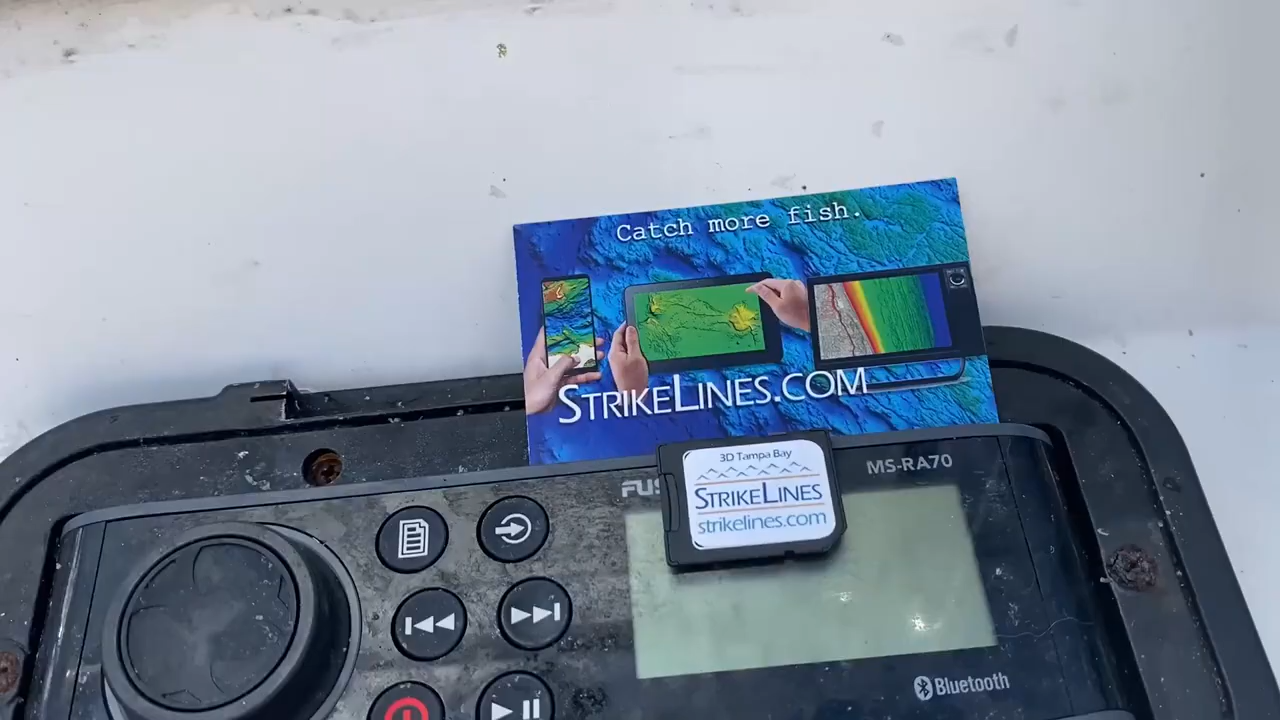 Catch more fish.
STRIKELINES.COM
3D Tampa Bay
STRIKELINES
strikelines.com
MS-RA70
Bluetooth